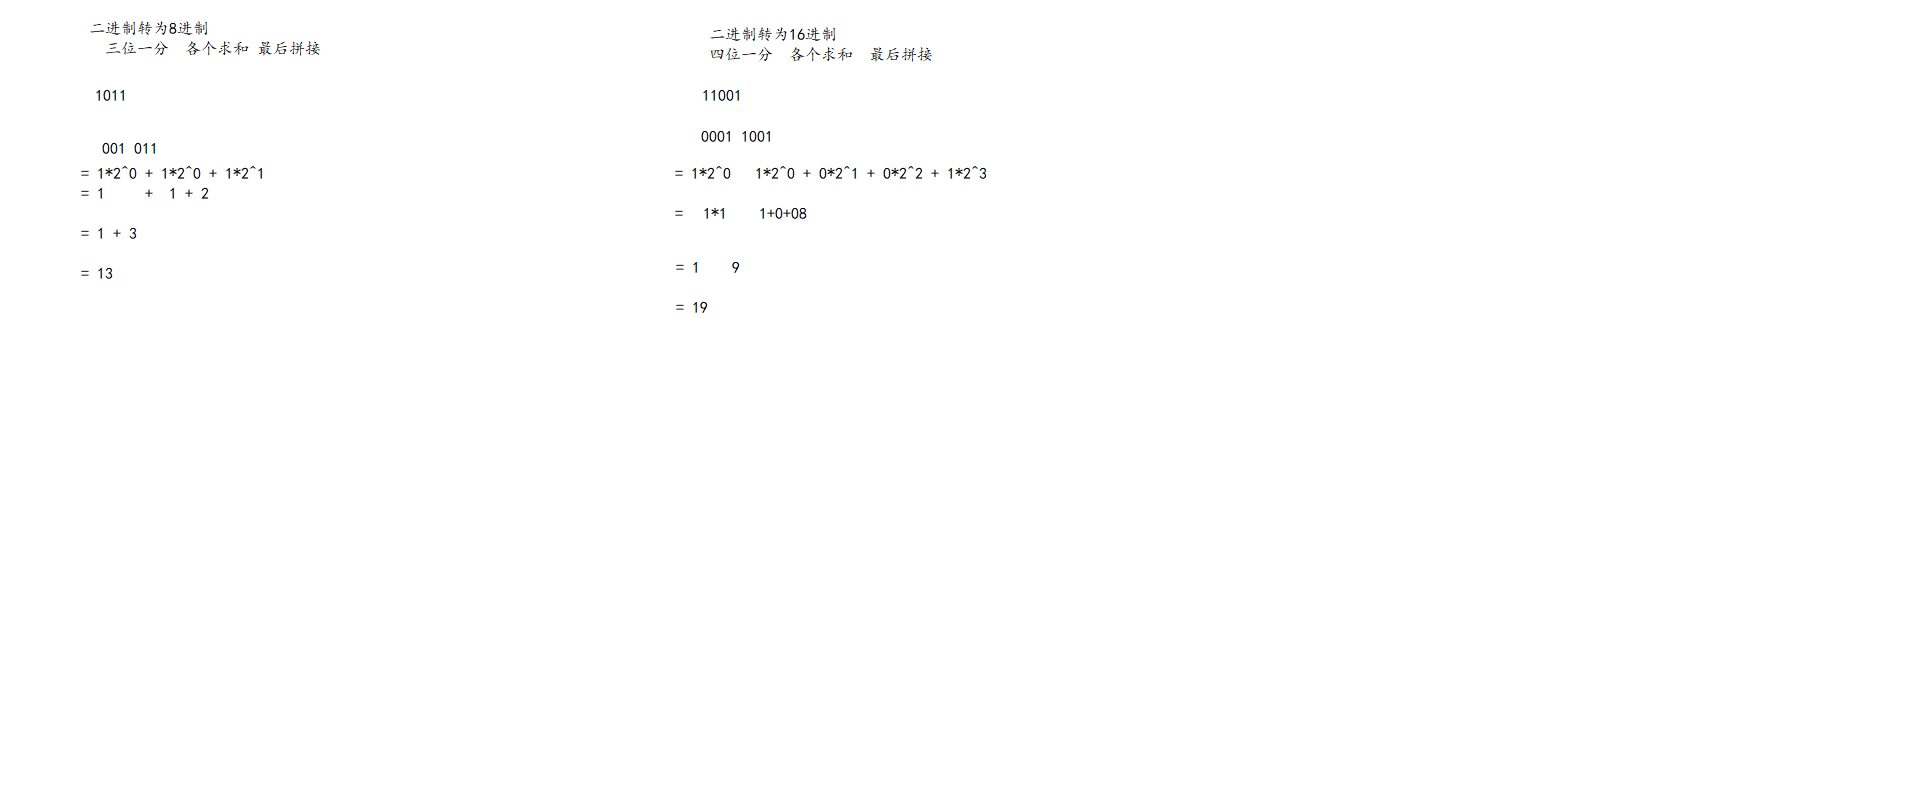 二进制转为8进制
三位一分 各个求和 最后拼接
1011
001 011
= 1*2^0 + 1*2^0 + 1*2^1
= 1 + 1 + 2
= 1 + 3
= 13
二进制转为16进制
四位一分 各个求和 最后拼接
11001
0001 1001
= 1*2^0 1*2^0 + 0*2^1 + 0*2^2 + 1*2^3
= 1*1 1+0+08
= 1 9
= 19